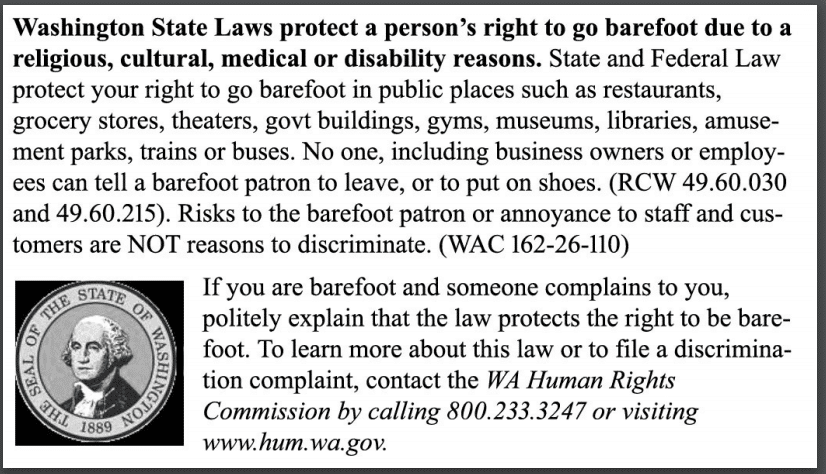 Washington State Laws protect a person’s right to go barefoot due to a
religious, cultural, medical or disability reasons. State and Federal Law
protect your right to go barefoot in public places such as restaurants,
grocery stores, theaters, govt buildings, gyms, museums, libraries, amuse-
ment parks, trains or buses. No one, including business owners or employ-
ees can tell a barefoot patron to leave, or to put on shoes. (RCW 49.60.030
and 49.60.215). Risks to the barefoot patron or annoyance to staff and cus-
tomers are NOT reasons to discriminate. (WAC 162-26-110)
THE SEAL OF THE STATE OF WASHINGTON
1889
If you are barefoot and someone complains to you,
politely explain that the law protects the right to be bare-
foot. To learn more about this law or to file a discrimina-
tion complaint, contact the WA Human Rights
Commission by calling 800.233.3247 or visiting
www.hum.wa.gov.